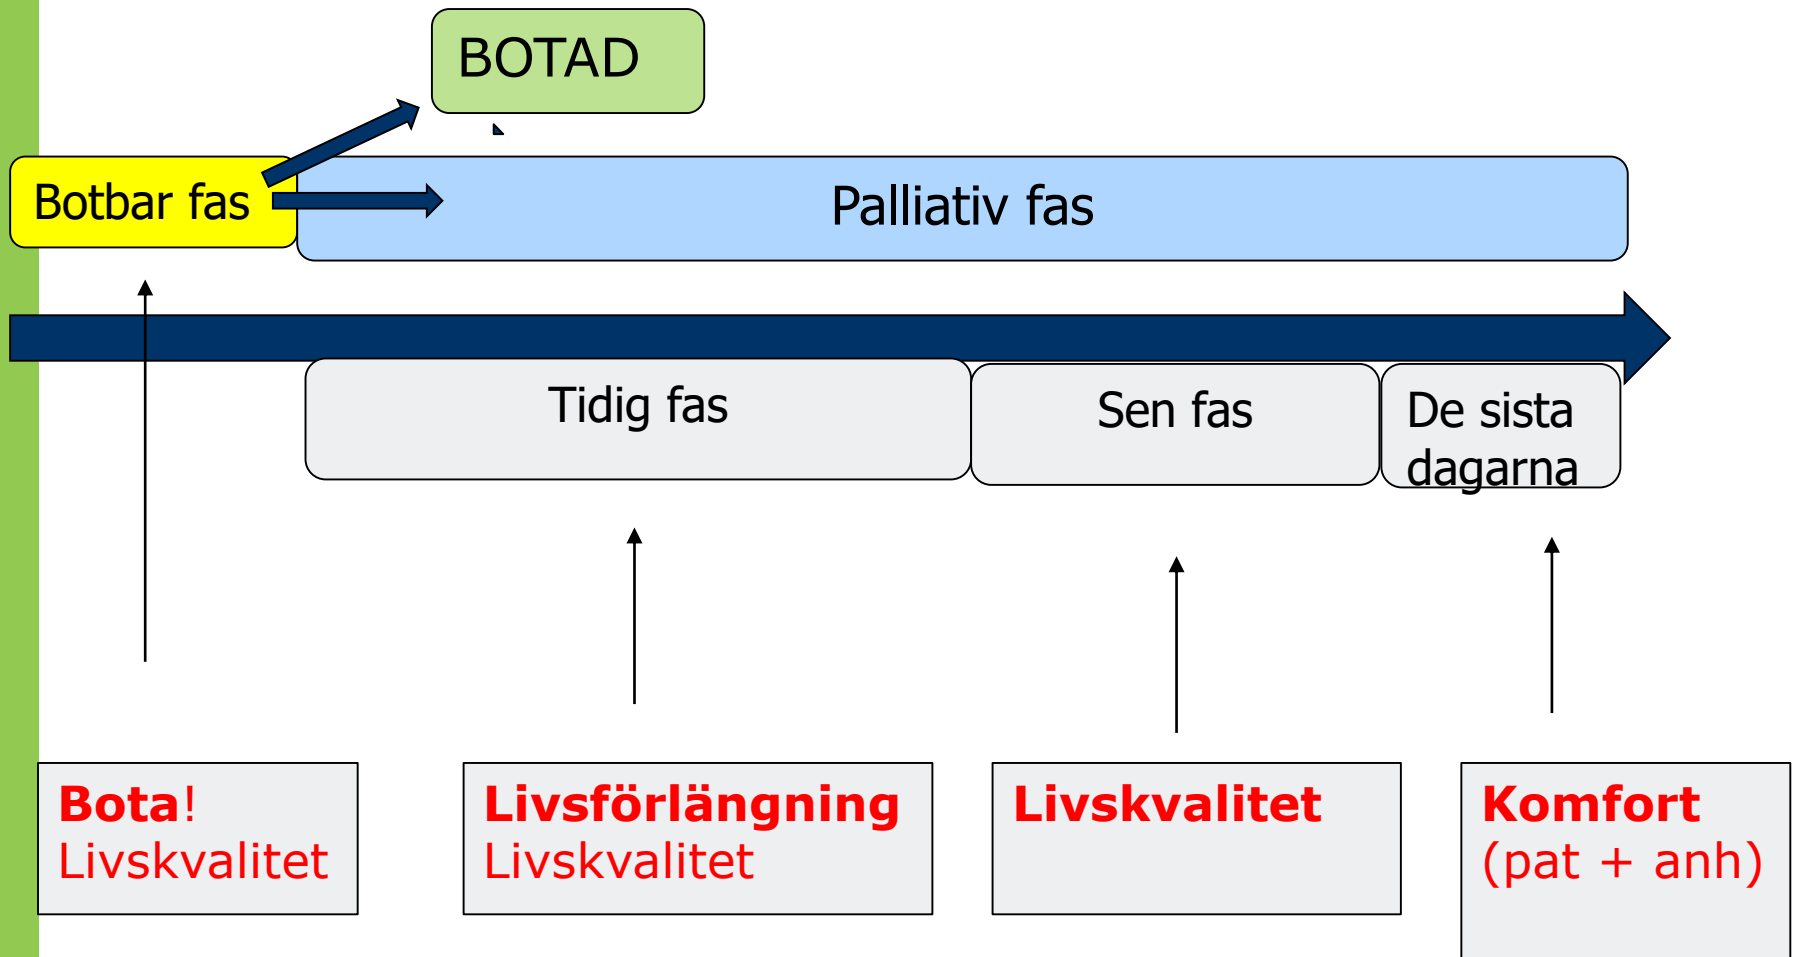 BOTAD
Botbar fas
Palliativ fas
Tidig fas
Sen fas
De sista
dagarna
Bota!
Livskvalitet
Livsförlängning
Livskvalitet
Livskvalitet
Komfort
(pat + anh)